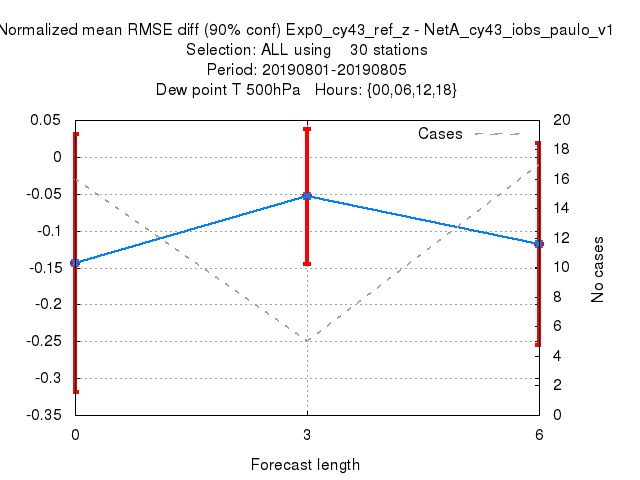 Normalized mean RMSE diff (90% conf) Exp0_cy43_ref_z - NetA_cy43_iobs_paulo_v1
Selection: ALL using 30 stations
Period: 20190801-20190805
Dew point T 500hPa Hours: {00,06,12,18}
0.05
0
-0.05
-0.1
-0.15
-0.2
-0.25
-0.3
-0.35
Cases
20
18
16
14
12
10
8
6
4
2
0
No cases
0 3 6
Forecast length